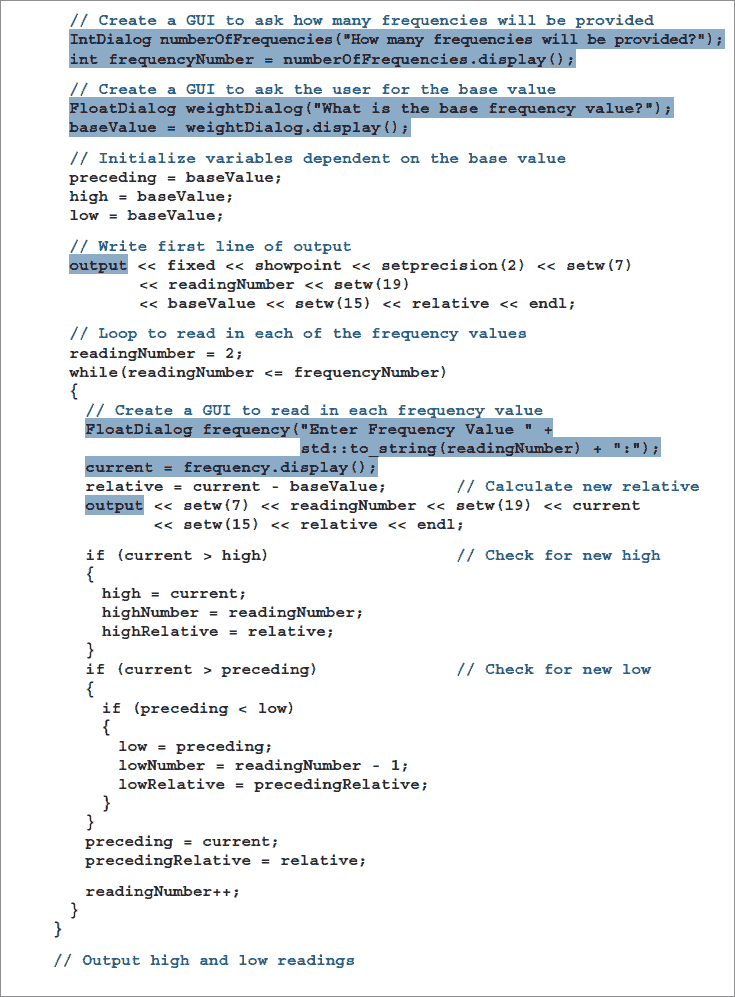 // Create a GUI to ask how many frequencies will be provided
IntDialog numberOfFrequencies("How many frequencies will be provided?");
int frequencyNumber = numberOfFrequencies.display();
// Create a GUI to ask the user for the base value
FloatDialog weightDialog("What is the base frequency value?");
baseValue = weightDialog.display();
// Initialize variables dependent on the base value
preceding = baseValue;
high = baseValue;
low = baseValue;
// Write first line of output
output << fixed << showpoint << setprecision(2) << setw(7)
<< readingNumber << setw(19)
<< baseValue << setw(15) << relative << endl;
// Loop to read in each of the frequency values
readingNumber = 2;
while(readingNumber <= frequencyNumber)
{
// Create a GUI to read in each frequency value
FloatDialog frequency("Enter Frequency Value " +
std::to_string(readingNumber) + ":");
current = frequency.display();
relative = current - baseValue; // Calculate new relative
output << setw(7) << readingNumber << setw(19) << current
<< setw(15) << relative << endl;
if (current > high) // Check for new high
{
high = current;
highNumber = readingNumber;
highRelative = relative;
}
if (current > preceding) // Check for new low
{
if (preceding < low)
{
low = preceding;
lowNumber = readingNumber - 1;
lowRelative = precedingRelative;
}
}
preceding = current;
precedingRelative = relative;
readingNumber++;
}
}
// Output high and low readings